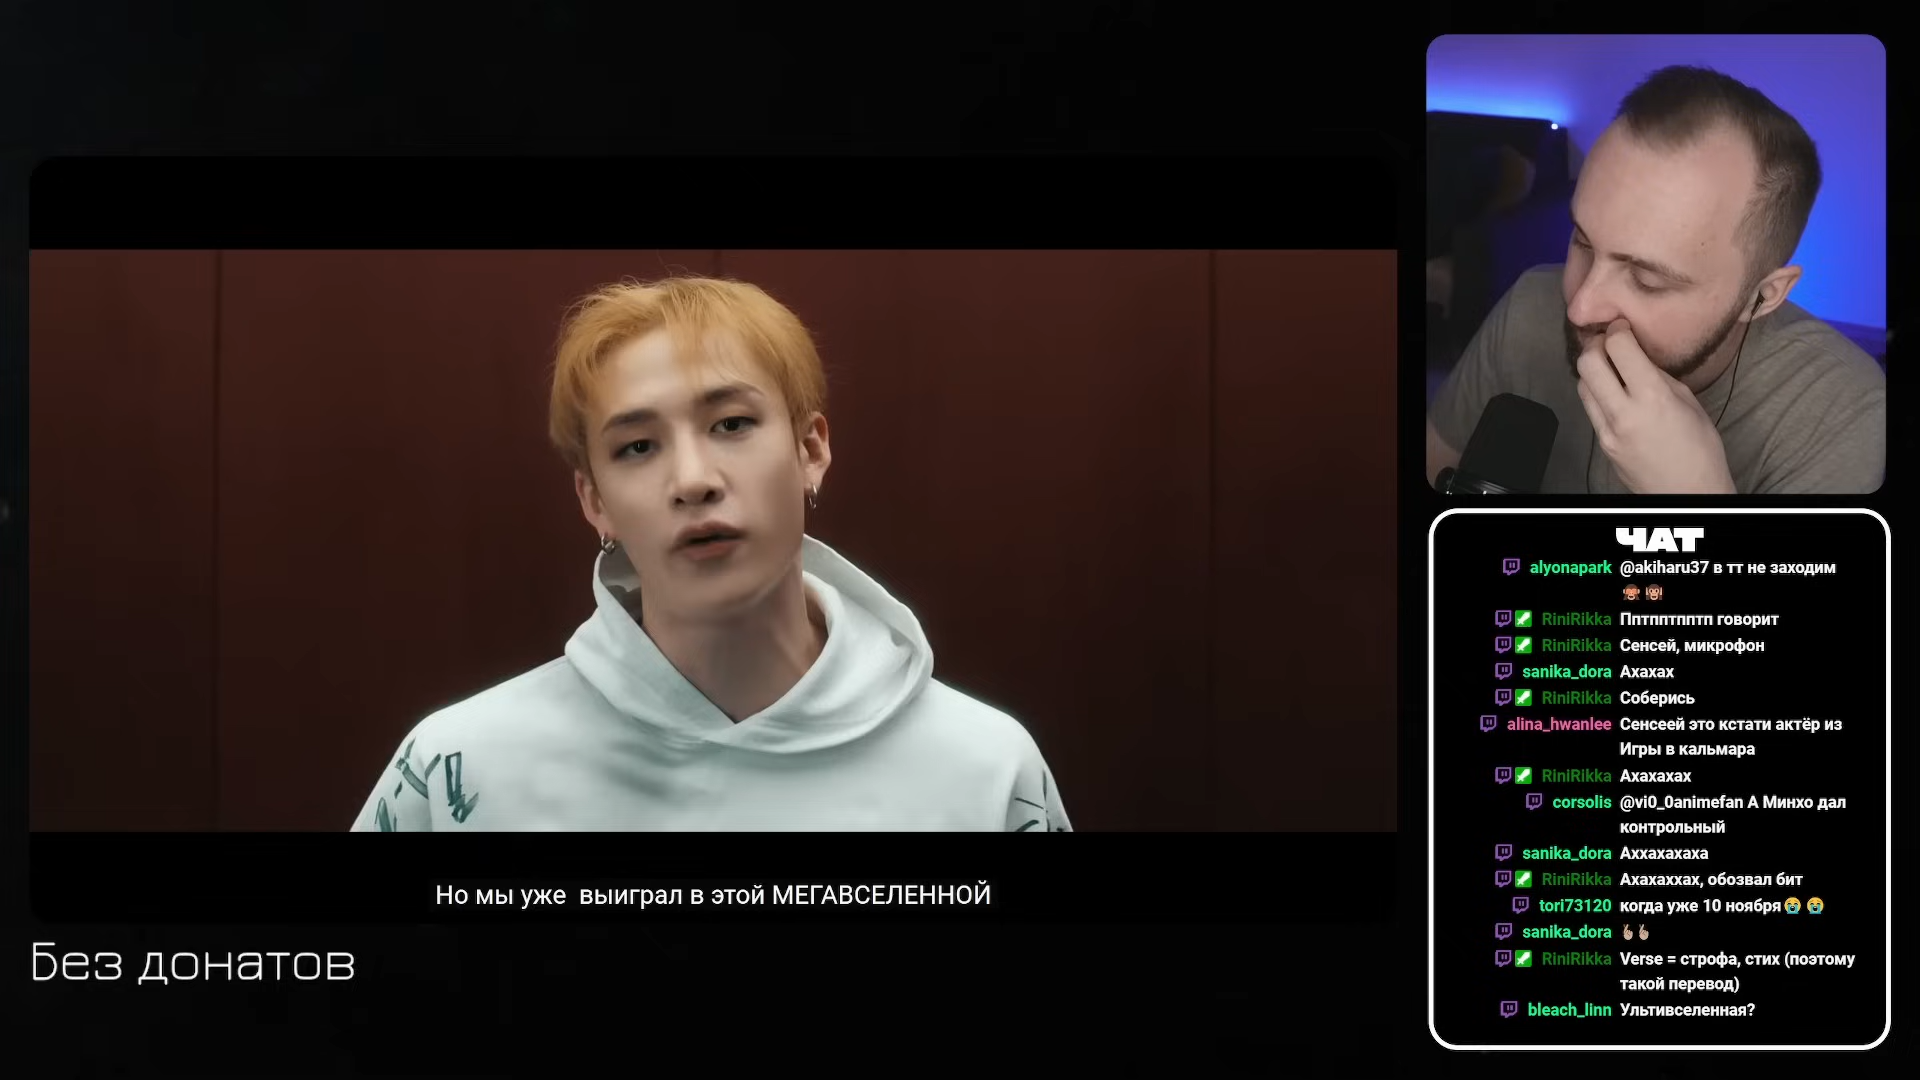 Но мы уже  выиграл в этой МЕГАВСЕЛЕННОЙ
Без донатов
ЧАТ
alyonapark @akiharu37 в тт не заходим
🙈 🙉
RiniRikka Пптпптпптп говорит
RiniRikka Сенсей, микрофон
sanika_dora Ахахах
RiniRikka Соберись
alina_hwanlee Сенсеей это кстати актёр из
Игры в кальмара
RiniRikka Ахахахах
corsolis @vi0_0animefan А Минхо дал
контрольный
sanika_dora Аххахахаха
RiniRikka Ахахаххах, обозвал бит
tori73120 когда уже 10 ноября😭 😭
sanika_dora 🫰🏼🫰🏼
RiniRikka Verse = строфа, стих (поэтому
такой перевод)
bleach_linn Ультивселенная?